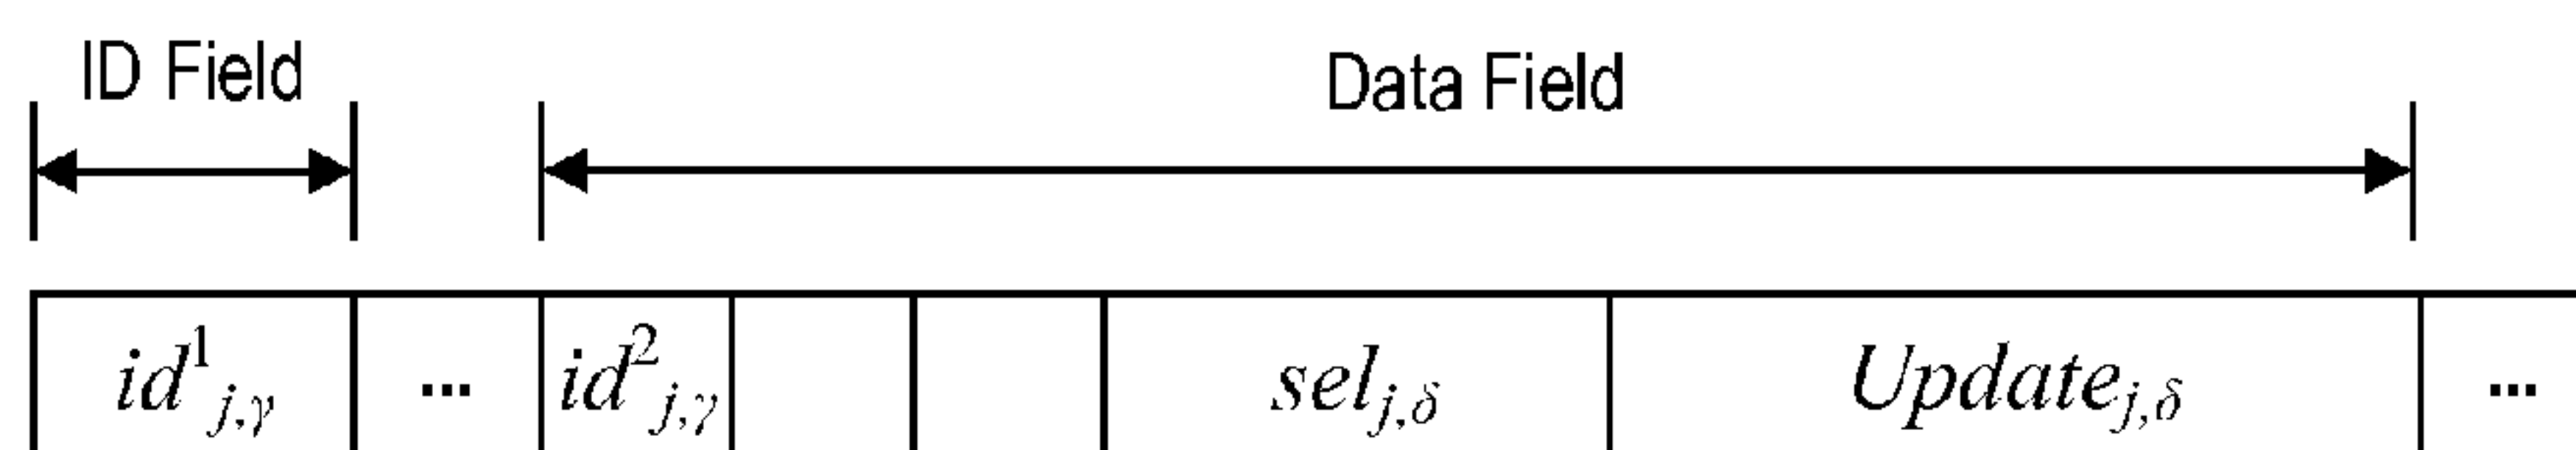 ID Field
Data Field
id¹j,γ ... id²j,γ selj,δ Updatej,δ ...